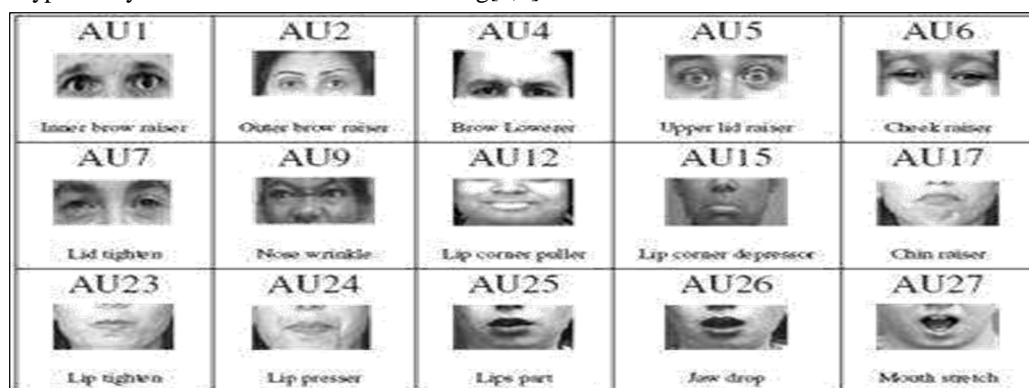 AU1 AU2 AU4 AU5 AU6
Inner brow raiser Outer brow raiser Brow Lowerer Upper lid raiser Cheek raiser
AU7 AU9 AU12 AU15 AU17
Lid tighten Nose wrinkle Lip corner puller Lip corner depressor Chin raiser
AU23 AU24 AU25 AU26 AU27
Lip tighten Lip presser Lips part Jaw drop Mouth stretch